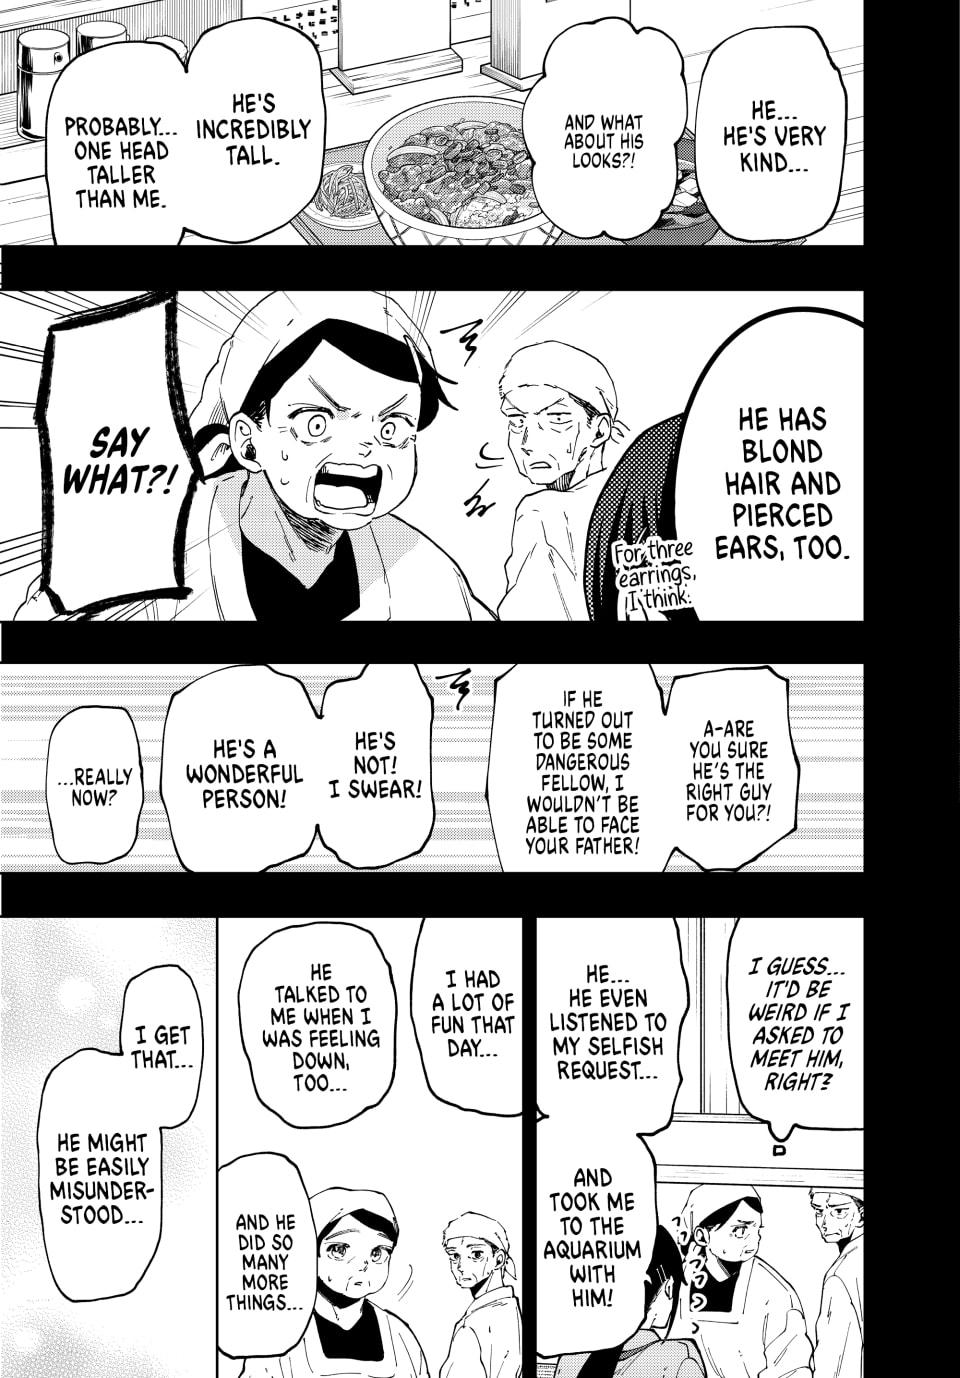 HE...
HE'S VERY
KIND...
AND WHAT
ABOUT HIS
LOOKS?!
HE'S
INCREDIBLY
TALL.
PROBABLY...
ONE HEAD
TALLER
THAN ME.
HE HAS
BLOND
HAIR AND
PIERCED
EARS, TOO.
For three
earrings,
I think.
SAY
WHAT?!
A-ARE
YOU SURE
HE'S THE
RIGHT GUY
FOR YOU?!
IF HE
TURNED OUT
TO BE SOME
DANGEROUS
FELLOW, I
WOULDN'T BE
ABLE TO FACE
YOUR FATHER!
HE'S
NOT!
I SWEAR!
HE'S A
WONDERFUL
PERSON!
...REALLY
NOW?
I GUESS...
IT'D BE
WEIRD IF I
ASKED TO
MEET HIM,
RIGHT?
HE...
HE EVEN
LISTENED TO
MY SELFISH
REQUEST...
AND
TOOK ME
TO THE
AQUARIUM
WITH
HIM!
I HAD
A LOT OF
FUN THAT
DAY...
HE
TALKED TO
ME WHEN I
WAS FEELING
DOWN,
TOO...
AND HE
DID SO
MANY
MORE
THINGS...
I GET
THAT...
HE MIGHT
BE EASILY
MISUNDER-
STOOD...